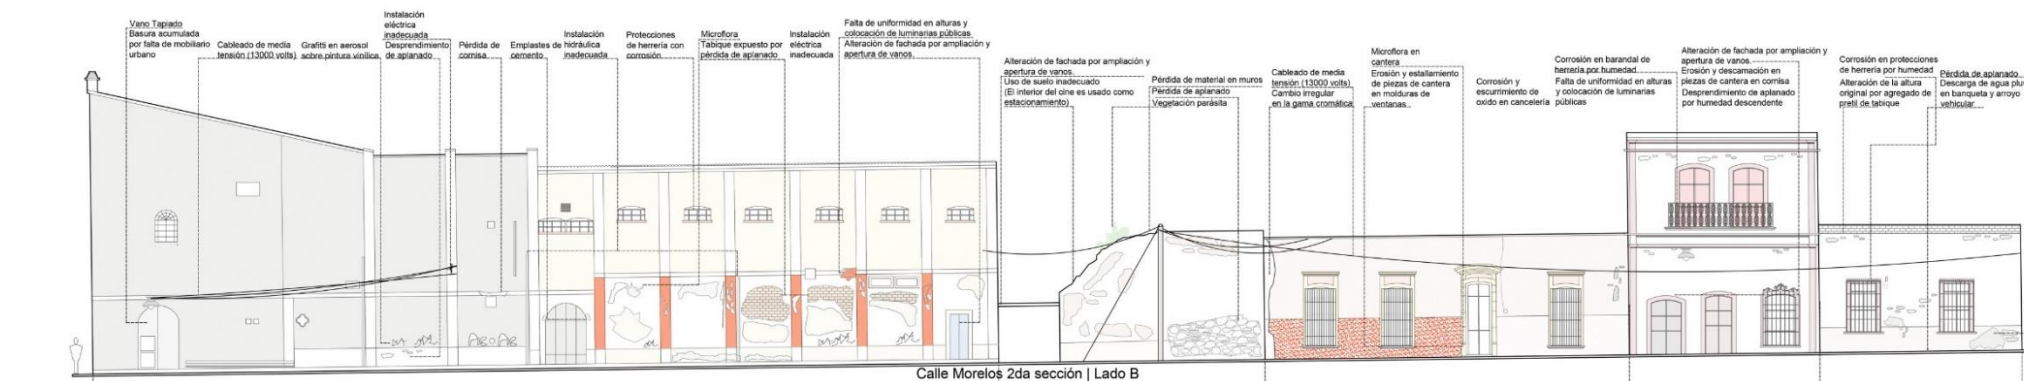 Vano Tapiado
Basura acumulada
por falta de mobiliario
urbano
Cableado de media
tensión (13000 volts)
Grafitti en aerosol
sobre pintura vinílica
Instalación
eléctrica
inadecuada
Desprendimiento
de aplanado
Pérdida de
cornisa
Emplastes de
cemento
Instalación
hidráulica
inadecuada
Protecciones
de herrería con
corrosión
Microflora
Tabique expuesto por
pérdida de aplanado
Instalación
eléctrica
inadecuada
Falta de uniformidad en alturas y
colocación de luminarias públicas
Alteración de fachada por ampliación y
apertura de vanos.
Alteración de fachada por ampliación y
apertura de vanos.
Uso de suelo inadecuado
(El interior del cine es usado como
estacionamiento)
Pérdida de material en muros
Pérdida de aplanado
Vegetación parásita
Cableado de media
tensión (13000 volts)
Cambio irregular
en la gama cromática
Microflora en
cantera
Erosión y estallamiento
de piezas de cantera
en molduras de
ventanas.
Corrosión y
escurrimiento de
oxido en cancelería
Corrosión en barandal de
herrería por humedad
Falta de uniformidad en alturas
y colocación de luminarias
públicas
Alteración de fachada por ampliación y
apertura de vanos.
Erosión y descamación en
piezas de cantera en cornisa
Desprendimiento de aplanado
por humedad descendente
Corrosión en protecciones
de herrería por humedad
Alteración de la altura
original por agregado de
pretil de tabique
Pérdida de aplanado
Descarga de agua plu
en banqueta y arroyo
vehicular
Calle Morelos 2da sección | Lado B